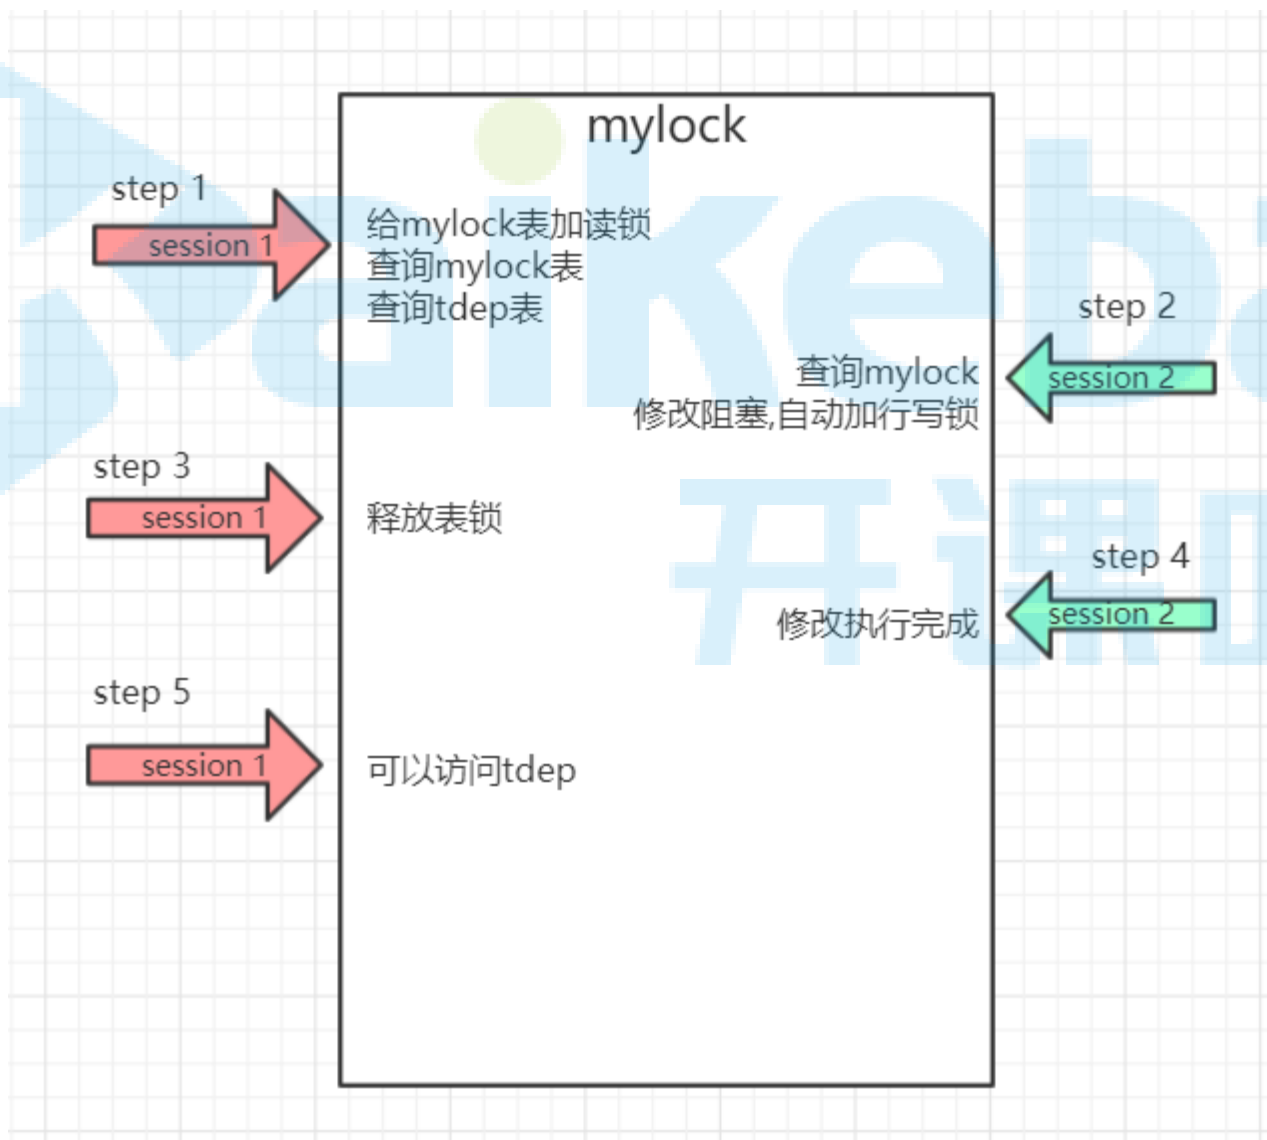 mylock
step 1
session 1
给mylock表加读锁
查询mylock表
查询tdep表
step 2
session 2
查询mylock
修改阻塞,自动加行写锁
step 3
session 1
释放表锁
step 4
session 2
修改执行完成
step 5
session 1
可以访问tdep
aikeba
开课吧